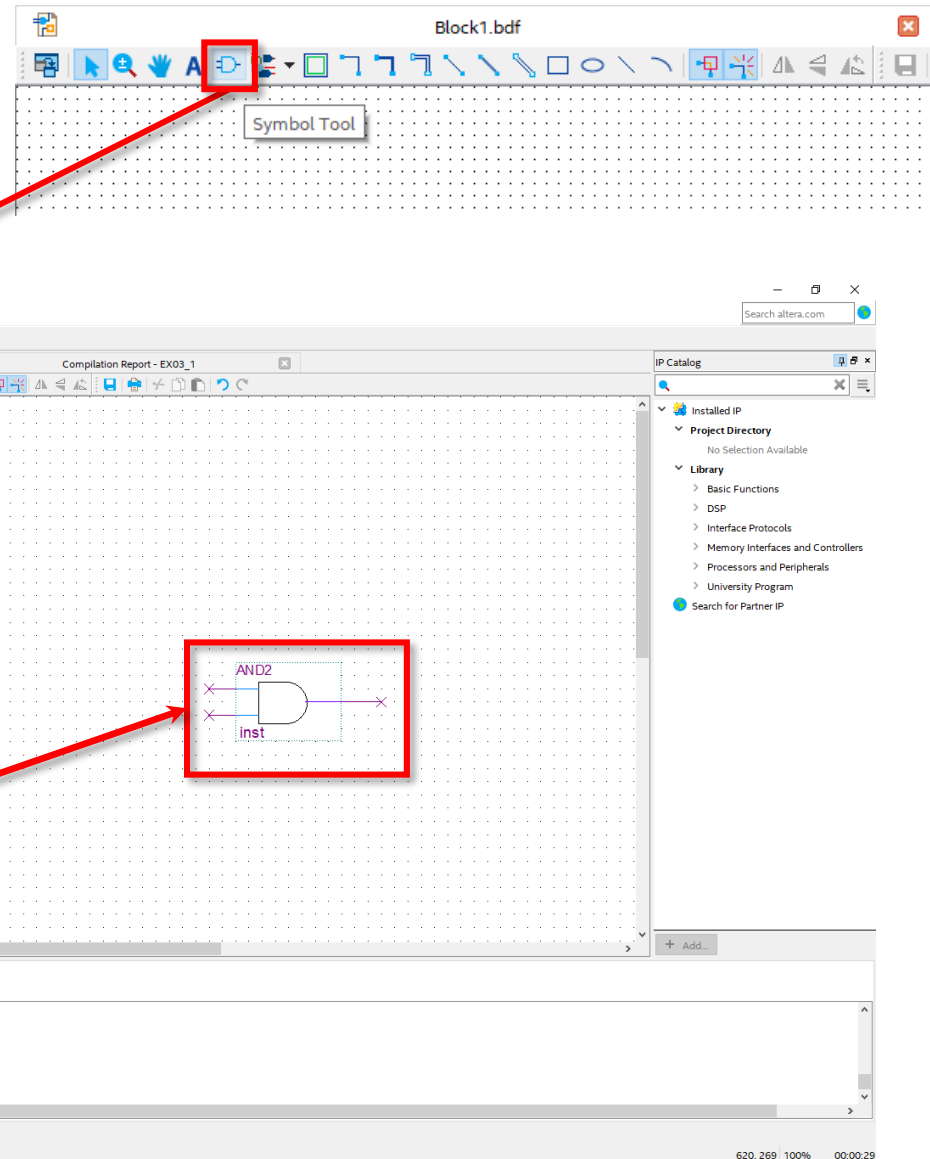 Block1.bdf
A
Symbol Tool
Search altera.com
Compilation Report - EX03_1
IP Catalog
Installed IP
Project Directory
No Selection Available
Library
Basic Functions
DSP
Interface Protocols
Memory Interfaces and Controllers
Processors and Peripherals
University Program
Search for Partner IP
AND2
inst
+ Add...
620, 269 100% 00:00:29